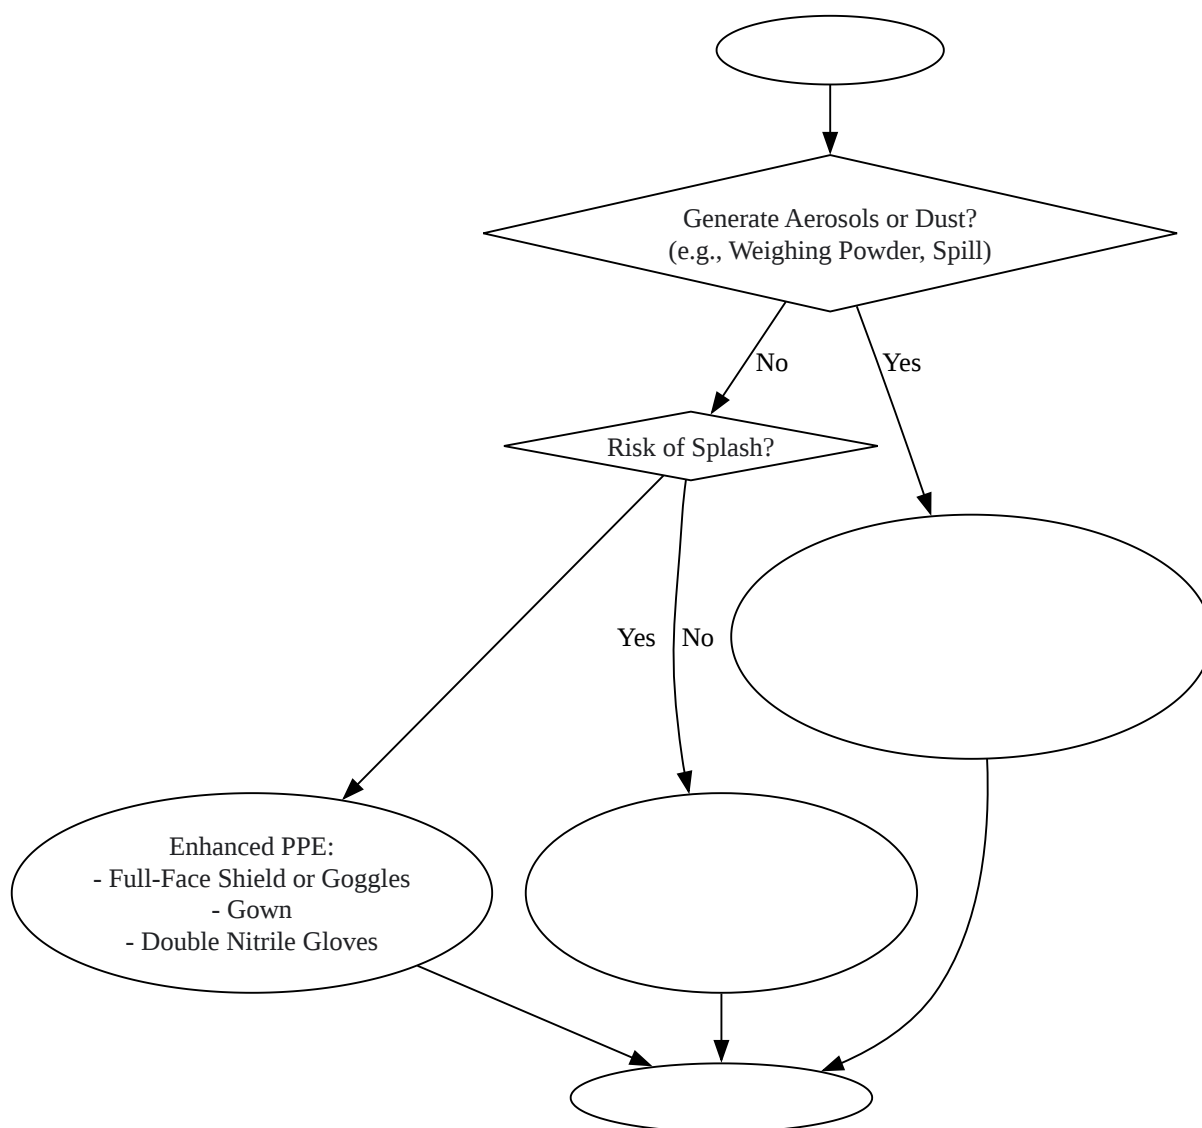 Generate Aerosols or Dust?
(e.g., Weighing Powder, Spill)
No
Yes
Risk of Splash?
Yes
No
Enhanced PPE:
- Full-Face Shield or Goggles
- Gown
- Double Nitrile Gloves